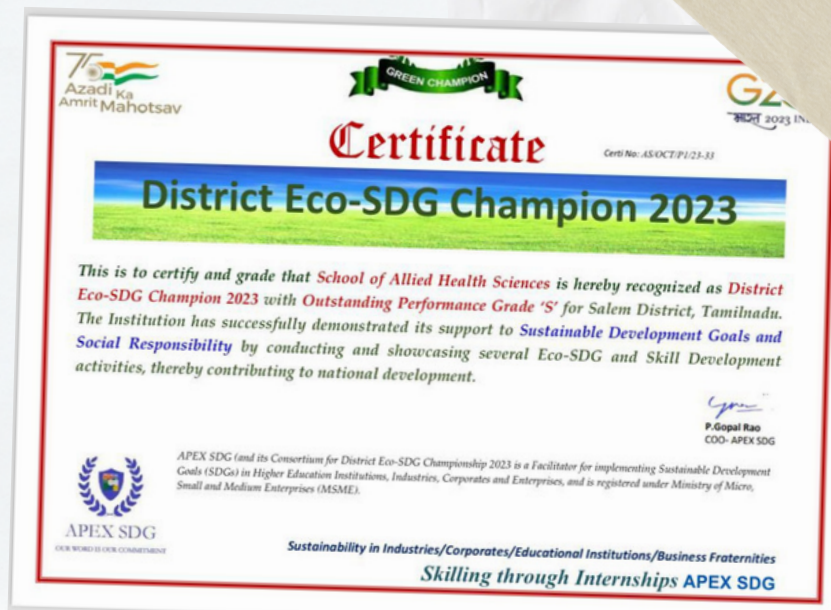 75
Azadi Ka
Amrit Mahotsav
GREEN CHAMPION
भारत 2023
Certificate
Certi No: AS/OCT/P1/23-33
District Eco-SDG Champion 2023
This is to certify and grade that School of Allied Health Sciences is hereby recognized as District
Eco-SDG Champion 2023 with Outstanding Performance Grade 'S' for Salem District, Tamilnadu.
The Institution has successfully demonstrated its support to Sustainable Development Goals and
Social Responsibility by conducting and showcasing several Eco-SDG and Skill Development
activities, thereby contributing to national development.
P.Gopal Rao
COO- APEX SDG
APEX SDG (and its Consortium for District Eco-SDG Championship 2023 is a Facilitator for implementing Sustainable Development
Goals (SDGs) in Higher Education Institutions, Industries, Corporates and Enterprises, and is registered under Ministry of Micro,
Small and Medium Enterprises (MSME).
APEX SDG
OUR WORD IS OUR COMMITMENT
Sustainability in Industries/Corporates/Educational Institutions/Business Fraternities
Skilling through Internships APEX SDG